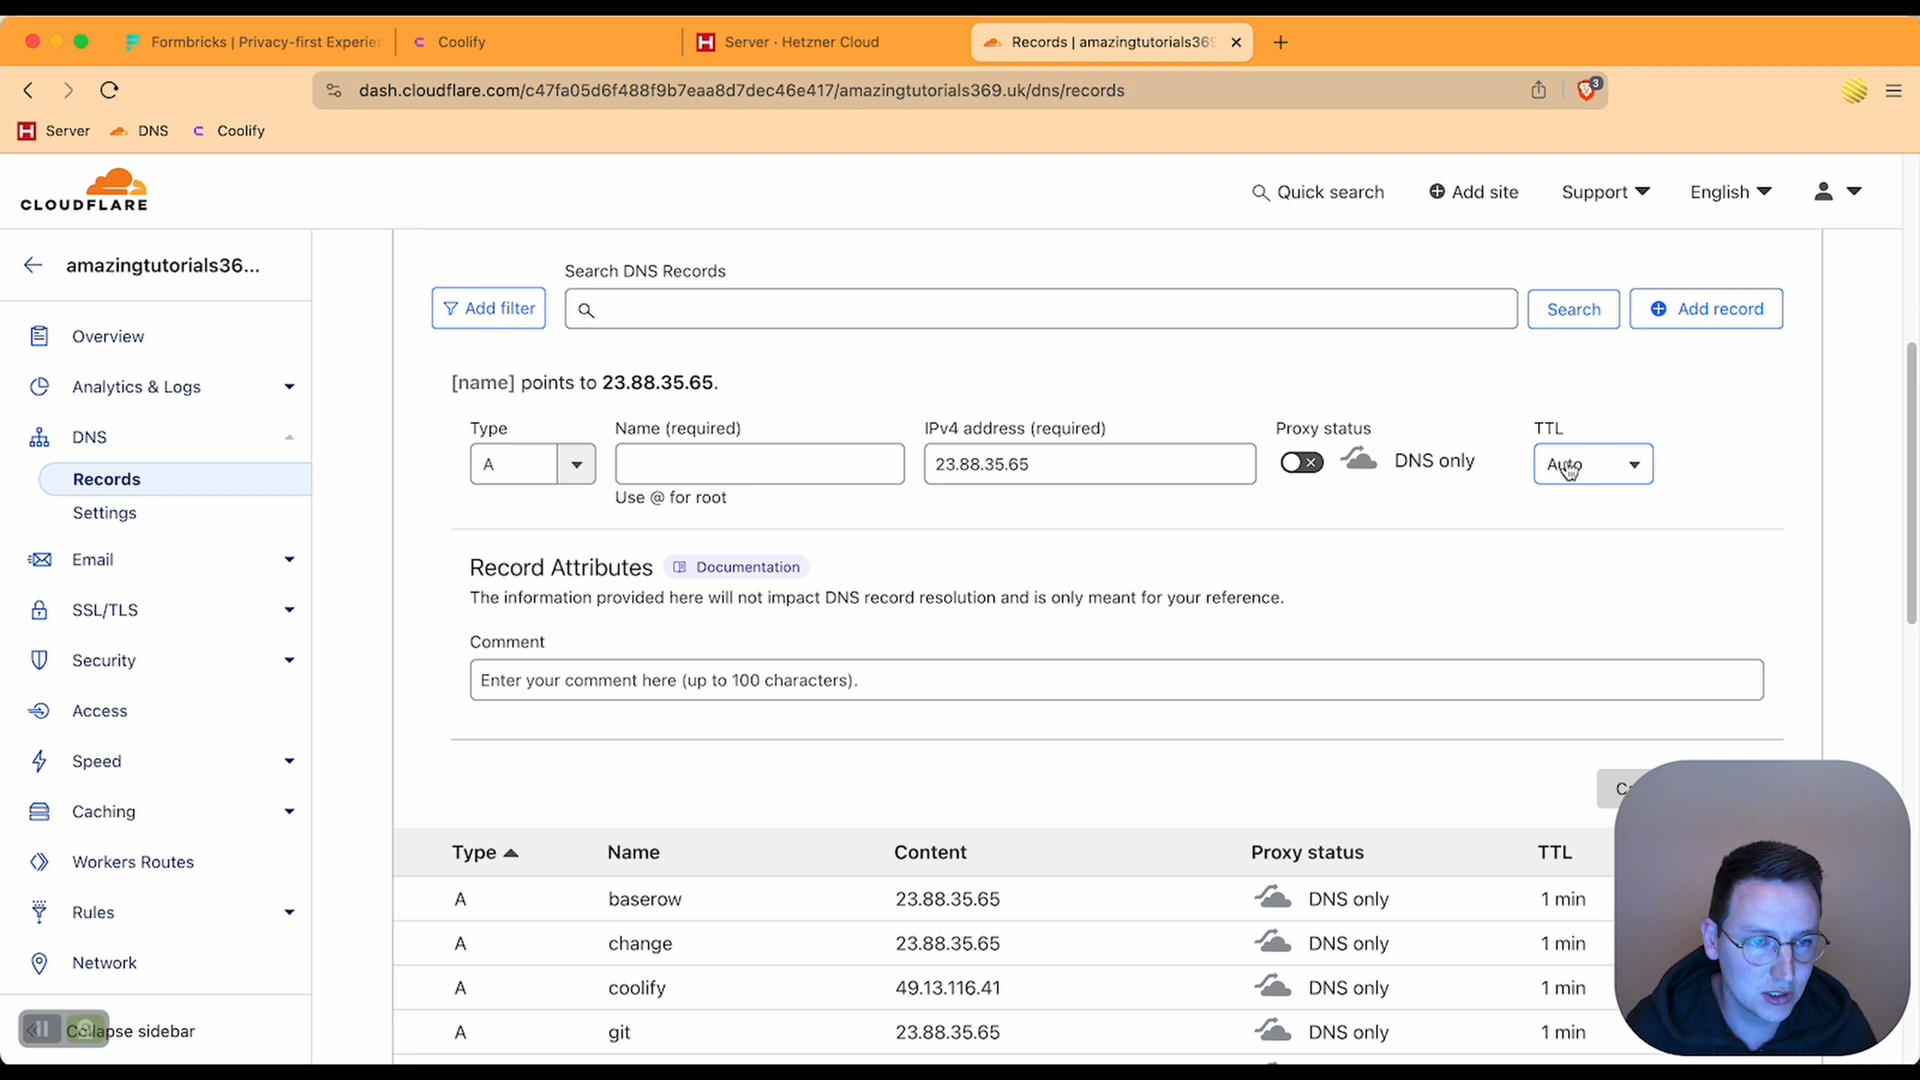 Formbricks | Privacy-first Experien
Coolify
Server · Hetzner Cloud
Records | amazingtutorials369
dash.cloudflare.com/c47fa05d6f488f9b7eaa8d7dec46e417/amazingtutorials369.uk/dns/records
3
Server
DNS
Coolify
CLOUDFLARE
Quick search
Add site
Support
English
amazingtutorials36...
Overview
Analytics & Logs
DNS
Records
Settings
Email
SSL/TLS
Security
Access
Speed
Caching
Workers Routes
Rules
Network
Collapse sidebar
Search DNS Records
Add filter
Search
Add record
[name] points to 23.88.35.65.
Type
Name (required)
IPv4 address (required)
Proxy status
TTL
A
23.88.35.65
DNS only
Auto
Use @ for root
Record Attributes
Documentation
The information provided here will not impact DNS record resolution and is only meant for your reference.
Comment
Enter your comment here (up to 100 characters).
Type Name Content Proxy status TTL
A baserow 23.88.35.65 DNS only 1 min
A change 23.88.35.65 DNS only 1 min
A coolify 49.13.116.41 DNS only 1 min
A git 23.88.35.65 DNS only 1 min